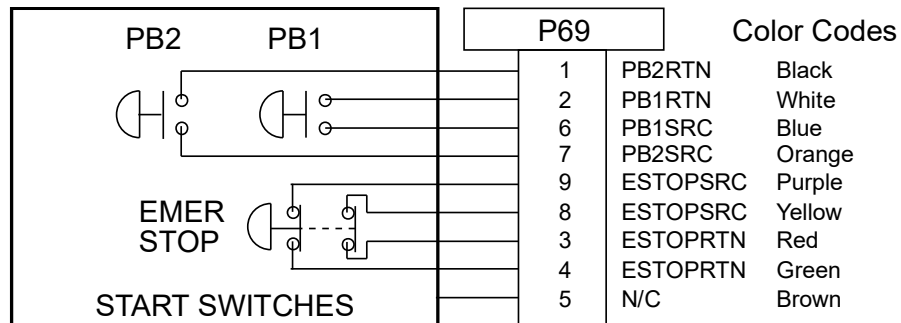 PB2 PB1 P69 Color Codes
1 PB2RTN Black
2 PB1RTN White
6 PB1SRC Blue
7 PB2SRC Orange
9 ESTOPSRC Purple
EMER 8 ESTOPSRC Yellow
STOP 3 ESTOPRTN Red
4 ESTOPRTN Green
START SWITCHES 5 N/C Brown